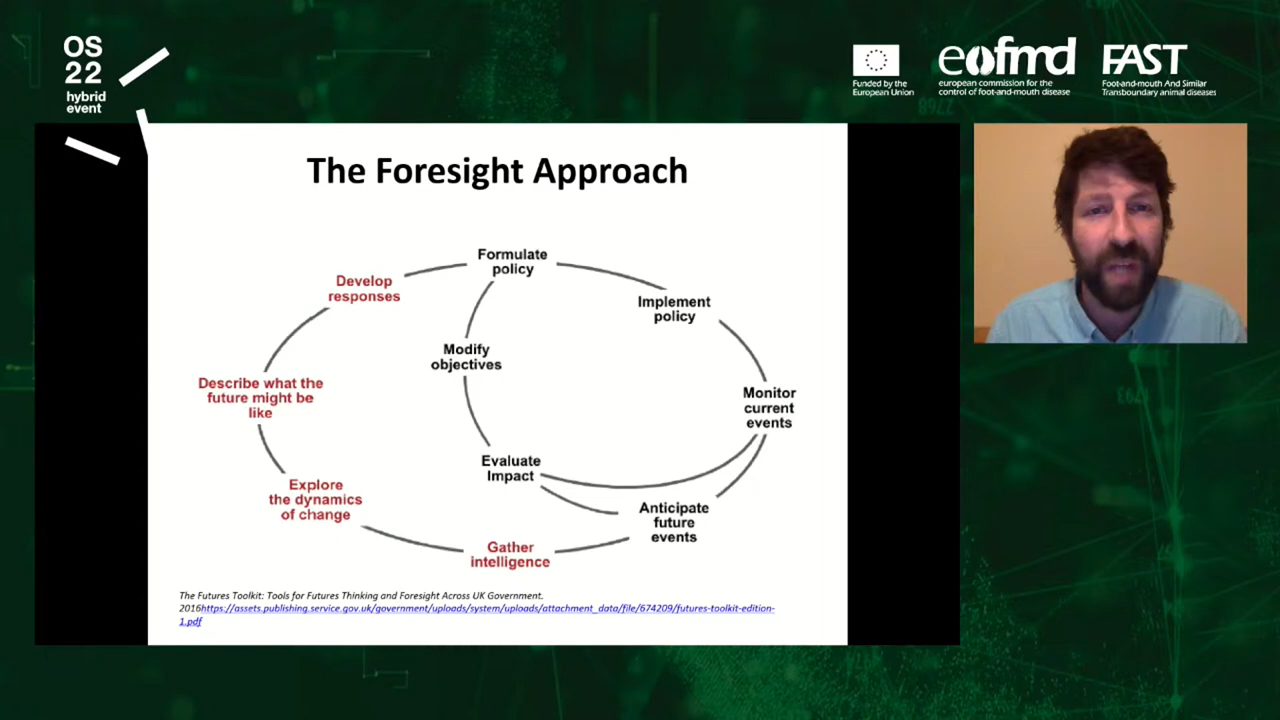 OS
22
hybrid
event
Funded by the
European Union
eofmd
european commission for the
control of foot-and-mouth disease
FAST
Foot-and-mouth And Similar
Transboundary animal diseases
The Foresight Approach
Formulate
policy
Develop
responses
Implement
policy
Modify
objectives
Describe what the
future might be
like
Monitor
current
events
Evaluate
Impact
Explore
the dynamics
of change
Anticipate
future
events
Gather
intelligence
The Futures Toolkit: Tools for Futures Thinking and Foresight Across UK Government.
2016https://assets.publishing.service.gov.uk/government/uploads/system/uploads/attachment_data/file/674209/futures-toolkit-edition-
1.pdf